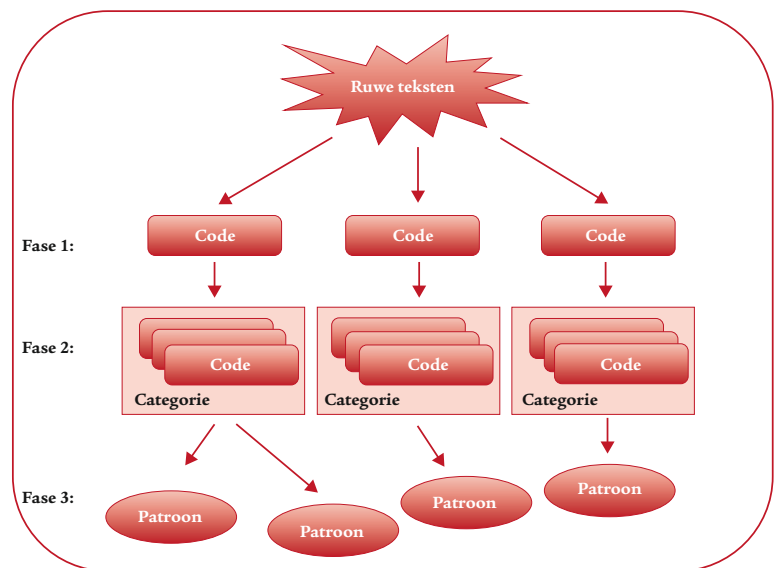 Ruwe teksten
Fase 1:
Code
Code
Code
Fase 2:
Code
Code
Code
Categorie
Categorie
Categorie
Fase 3:
Patroon
Patroon
Patroon
Patroon